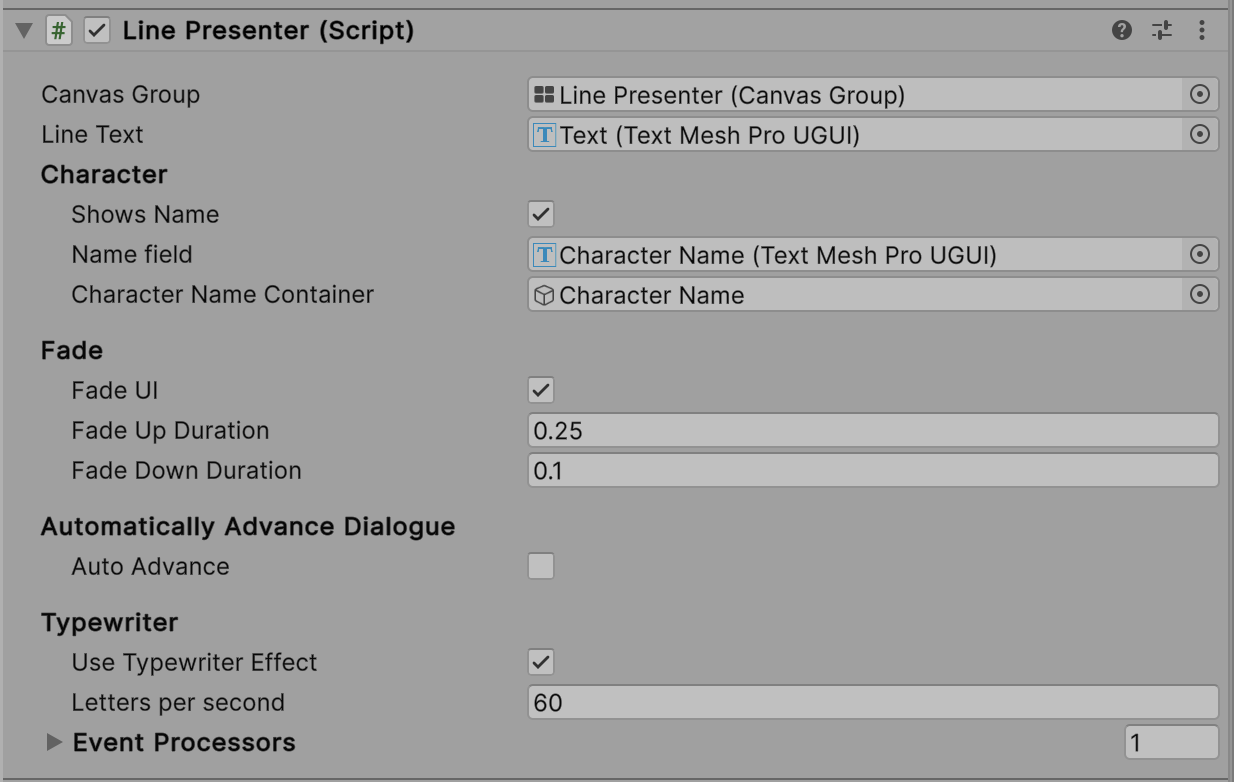 # Line Presenter (Script)
Canvas Group Line Presenter (Canvas Group)
Line Text T Text (Text Mesh Pro UGUI)
Character
Shows Name
Name field T Character Name (Text Mesh Pro UGUI)
Character Name Container Character Name
Fade
Fade UI
Fade Up Duration 0.25
Fade Down Duration 0.1
Automatically Advance Dialogue
Auto Advance
Typewriter
Use Typewriter Effect
Letters per second 60
Event Processors 1